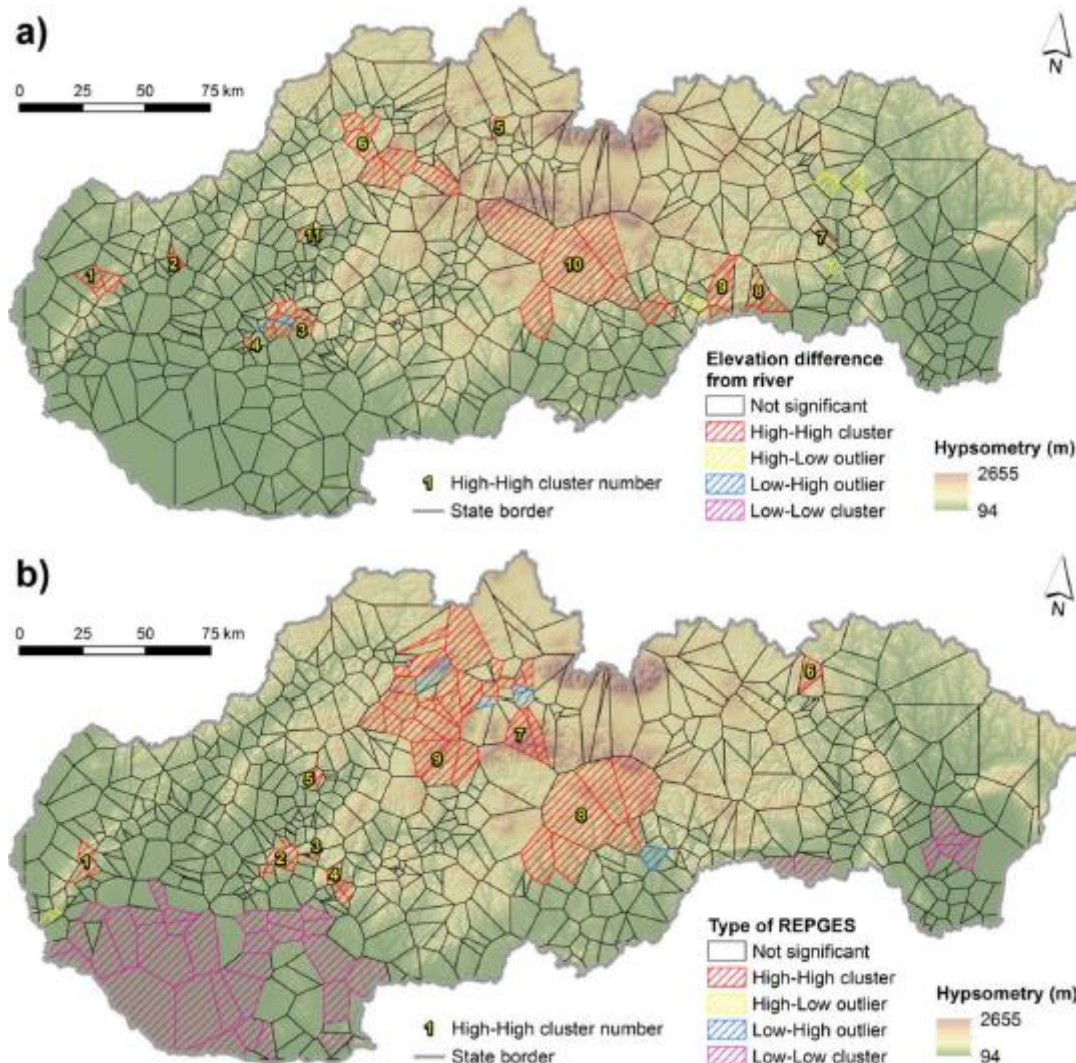 a)
N
0 25 50 75 km
5
6
11
7
2
1
10
9
8
3
4
Elevation difference
from river
Not significant
High-High cluster
High-Low outlier
Low-High outlier
Low-Low cluster
Hypsometry (m)
2655
94
1 High-High cluster number
State border
b)
N
0 25 50 75 km
6
7
9
5
8
3
2
1
4
Type of REPGES
Not significant
High-High cluster
High-Low outlier
Low-High outlier
Low-Low cluster
Hypsometry (m)
2655
94
1 High-High cluster number
State border